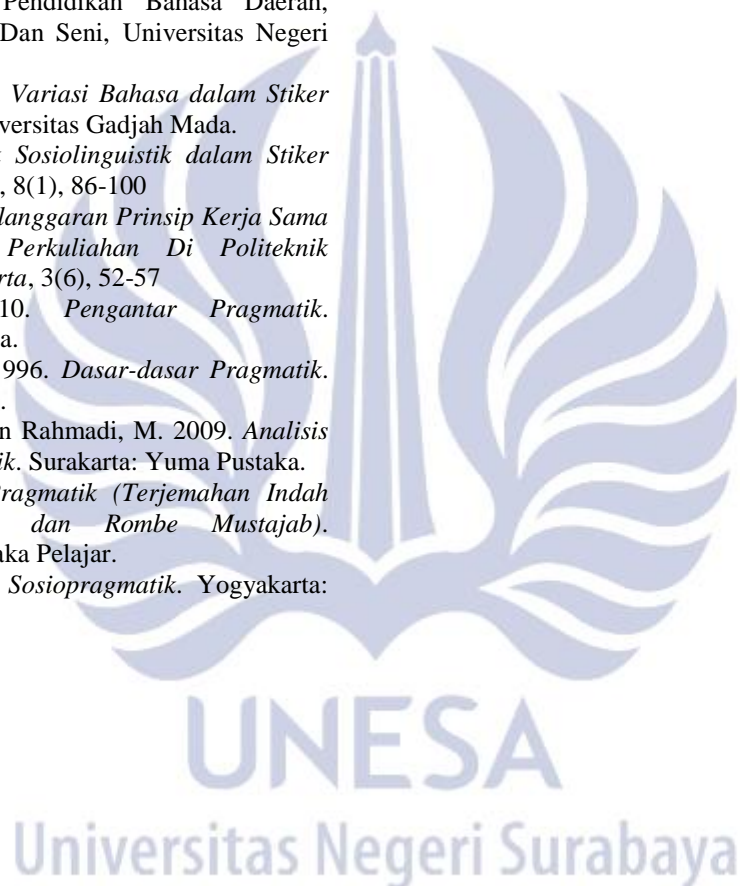 Pendidikan Bahasa Daerah,
Dan Seni, Universitas Negeri
Variasi Bahasa dalam Stiker
versitas Gadjah Mada.
Sosiolinguistik dalam Stiker
, 8(1), 86-100
langgaran Prinsip Kerja Sama
Perkuliahan Di Politeknik
rta, 3(6), 52-57
10. Pengantar Pragmatik.
a.
996. Dasar-dasar Pragmatik.
.
n Rahmadi, M. 2009. Analisis
ik. Surakarta: Yuma Pustaka.
Pragmatik (Terjemahan Indah
dan Rombe Mustajab).
aka Pelajar.
Sosiopragmatik. Yogyakarta:
UNESA
Universitas Negeri Surabaya